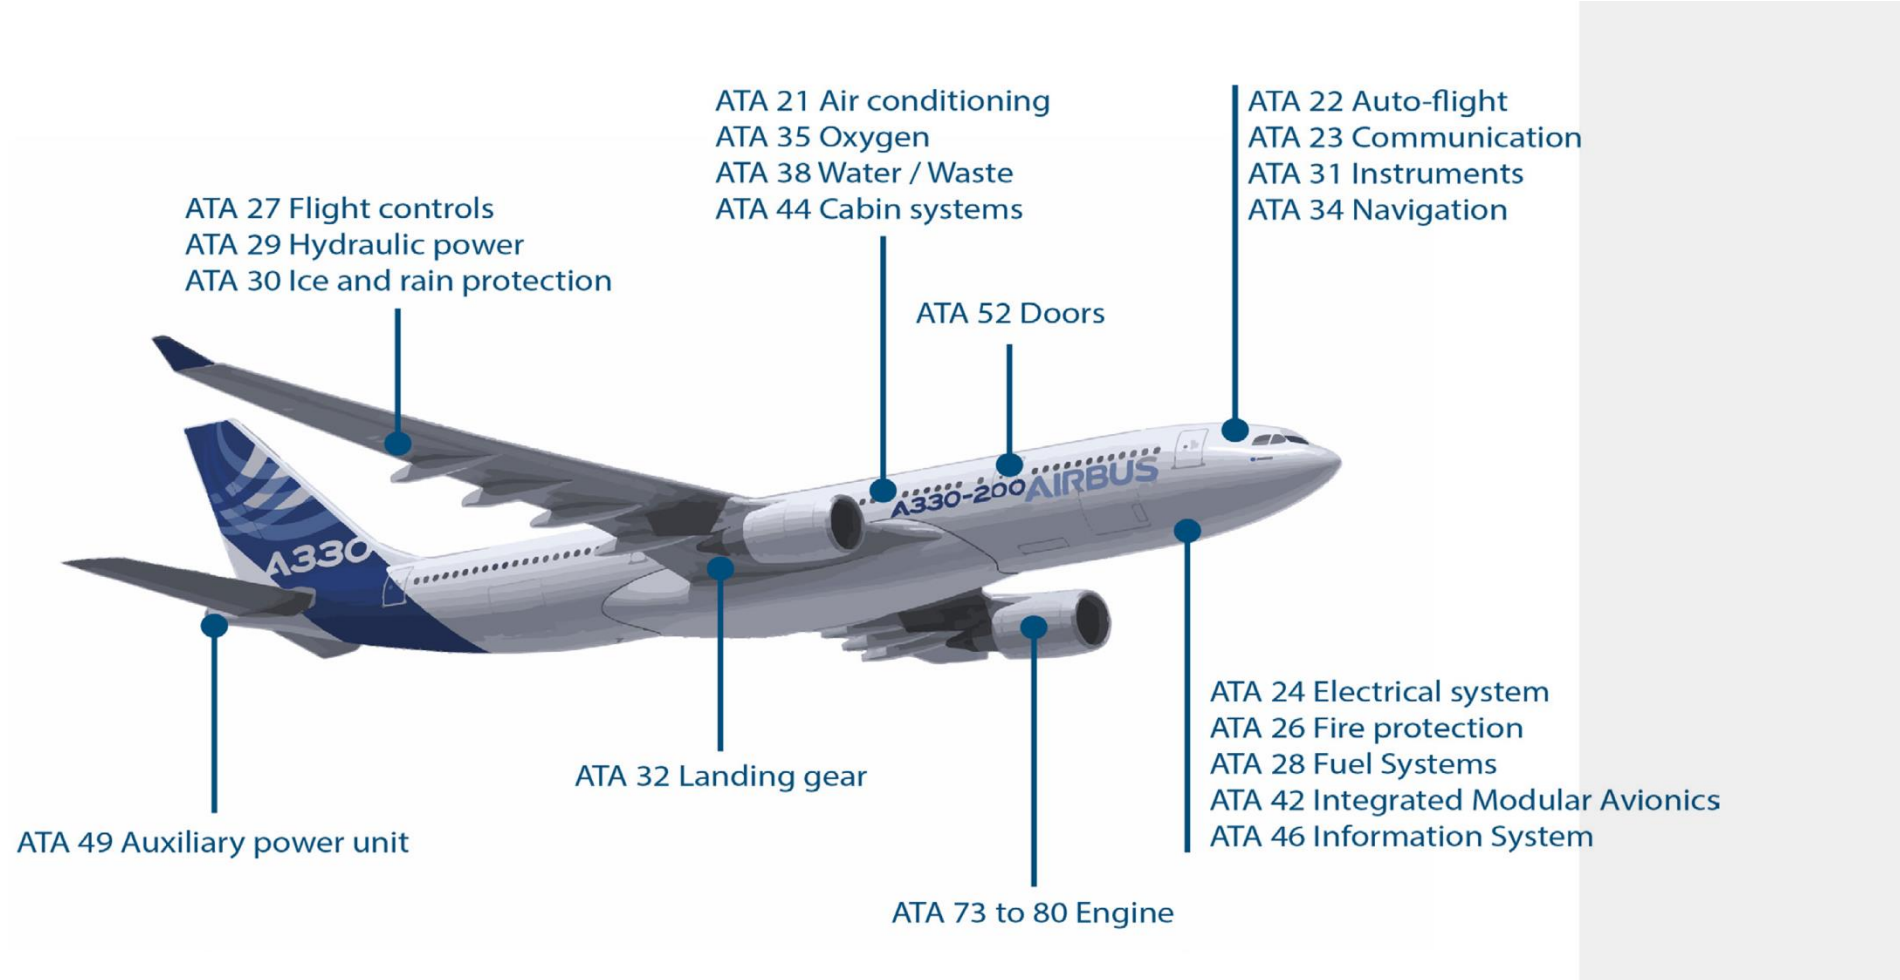 ATA 21 Air conditioning
ATA 35 Oxygen
ATA 38 Water / Waste
ATA 44 Cabin systems
ATA 22 Auto-flight
ATA 23 Communication
ATA 31 Instruments
ATA 34 Navigation
ATA 27 Flight controls
ATA 29 Hydraulic power
ATA 30 Ice and rain protection
ATA 52 Doors
A330-200 AIRBUS
A330
ATA 32 Landing gear
ATA 49 Auxiliary power unit
ATA 24 Electrical system
ATA 26 Fire protection
ATA 28 Fuel Systems
ATA 42 Integrated Modular Avionics
ATA 46 Information System
ATA 73 to 80 Engine